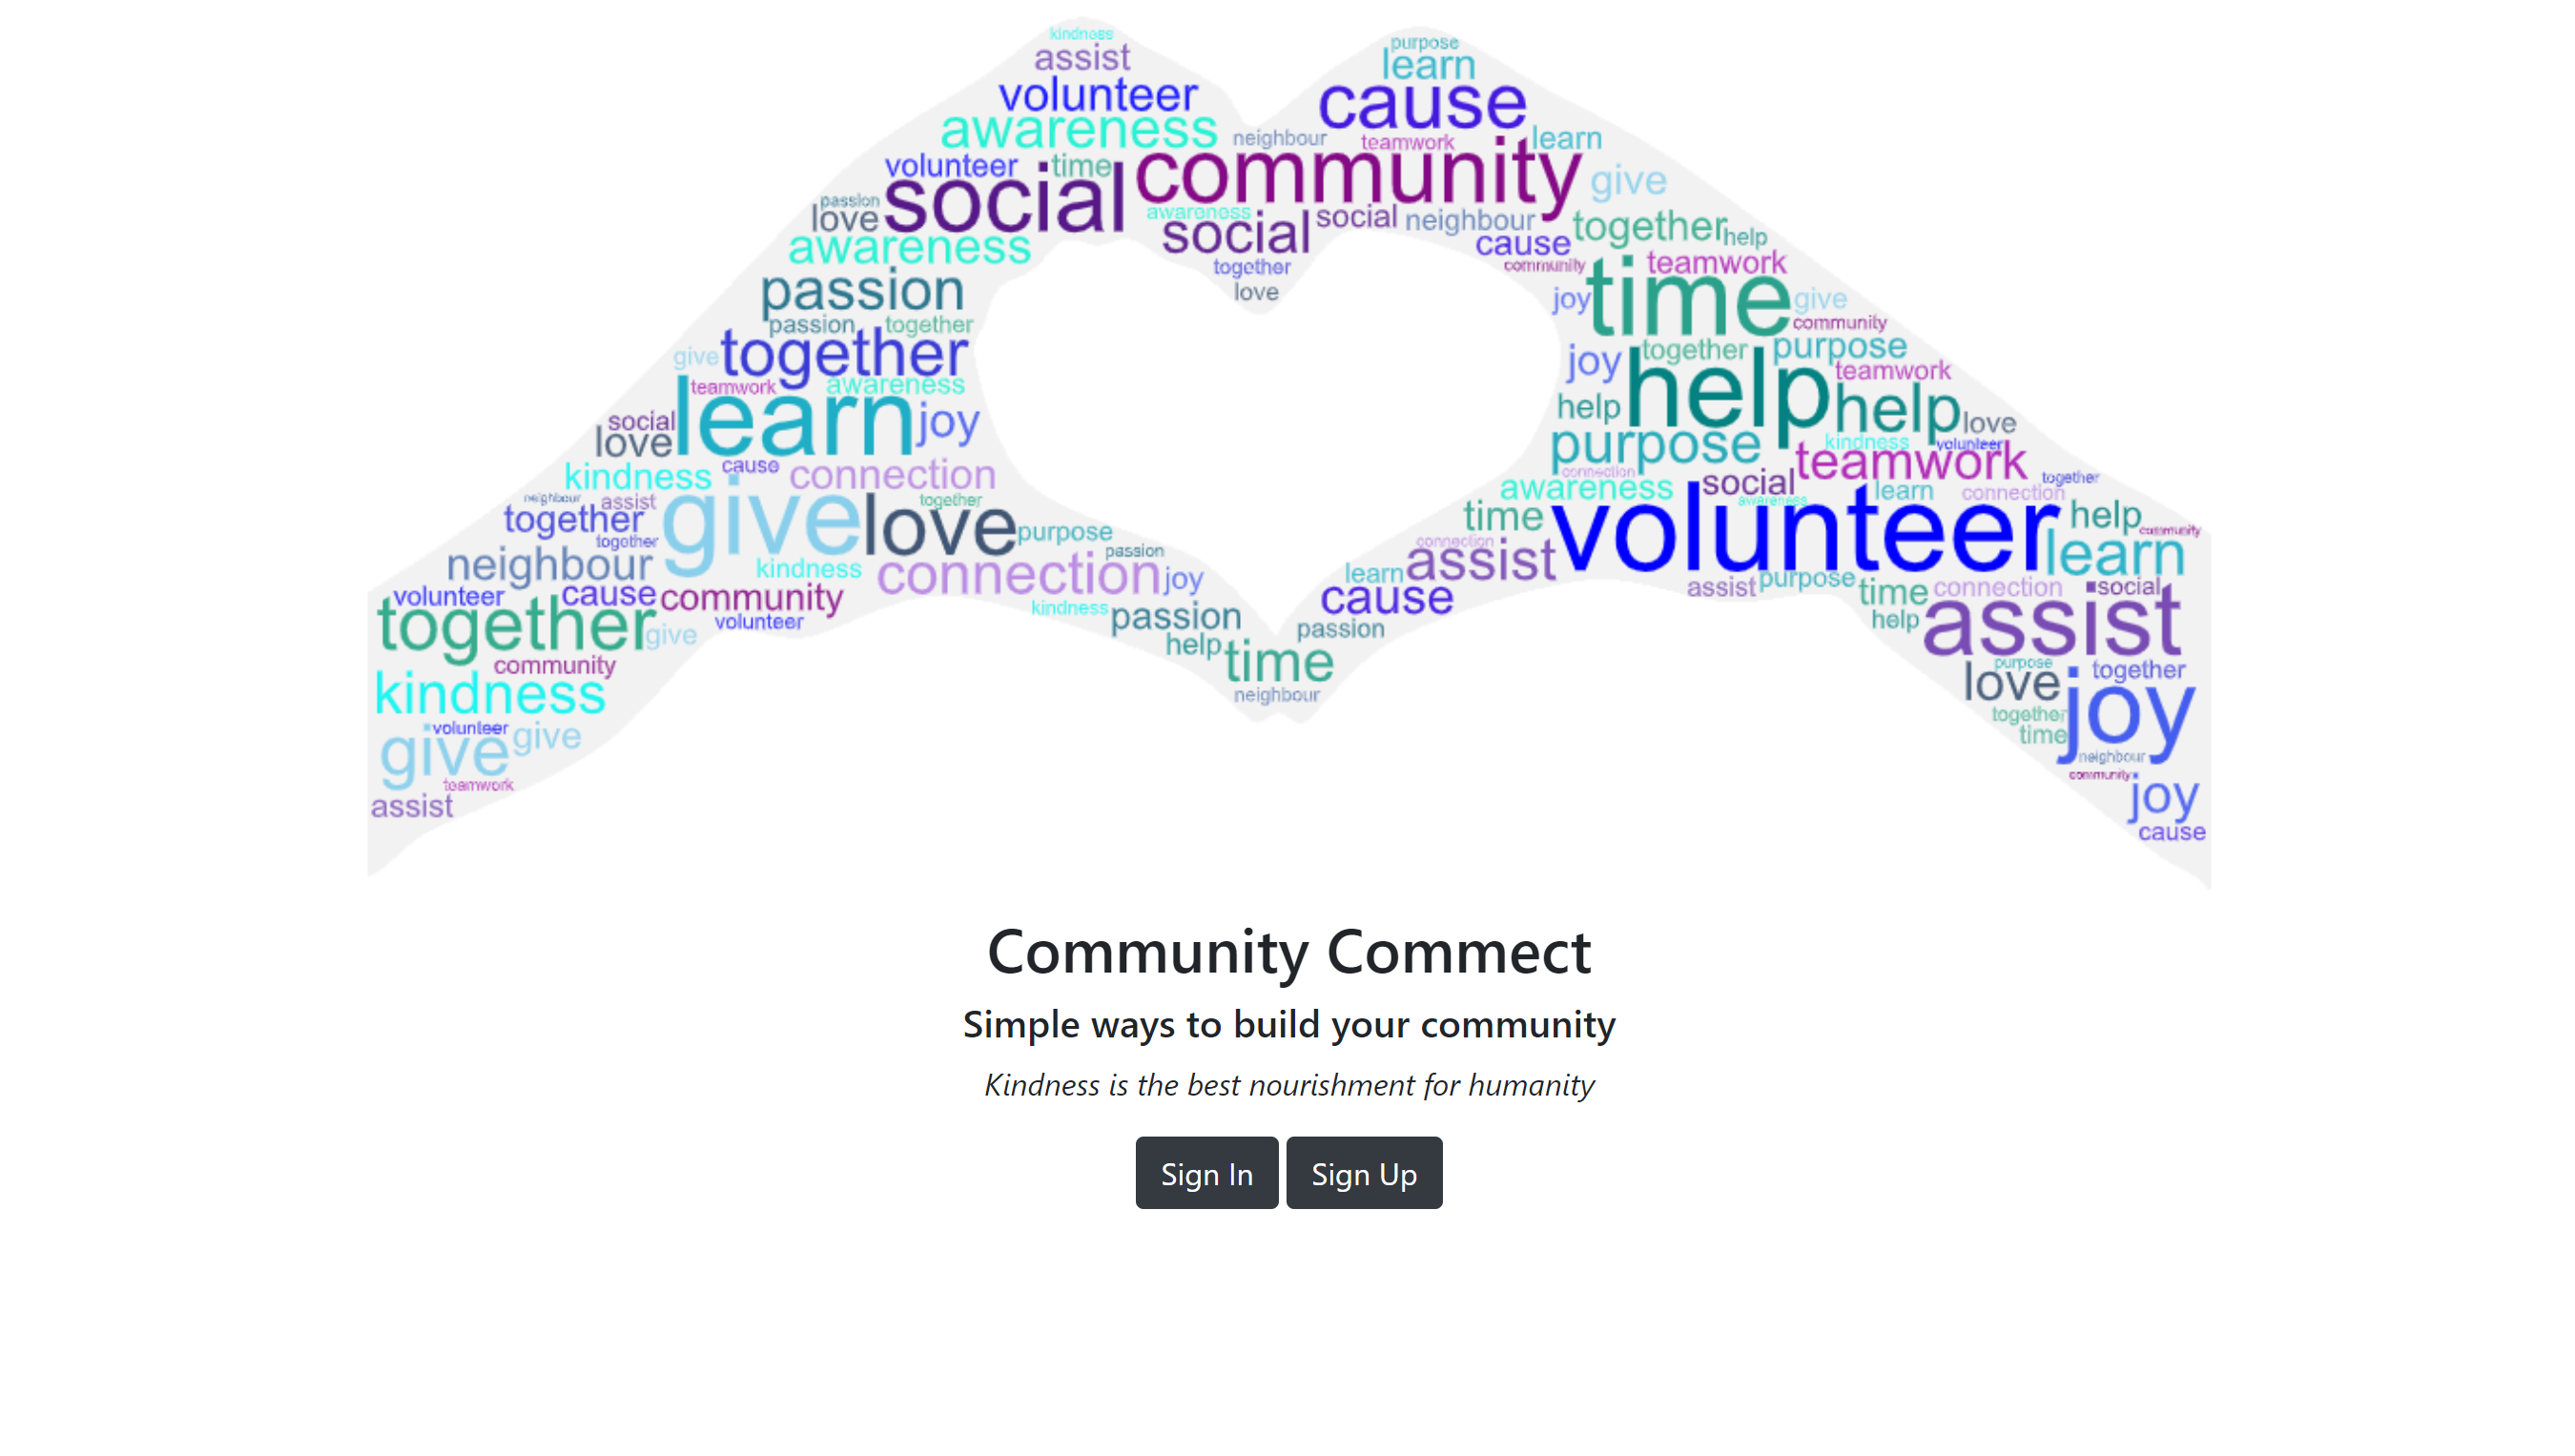 kindness
purpose
assist
learn
volunteer
cause
awareness
neighbour teamwork learn
volunteer time community give
passion
love social awareness social neighbour together
social cause help
awareness together community time teamwork
passion love joy give
passion together community
give together joy together purpose
teamwork awareness help teamwork
social learn joy help help love
love purpose kindness volunteer
kindness cause connection connection social teamwork together
neighbour assist give love together awareness awareness learn connection
together purpose time volunteer help community
together connection
neighbour kindness connection passion joy learn assist learn
volunteer cause community kindness passion cause assist purpose time connection social
together give volunteer help passion help assist
community time purpose together
kindness neighbour love joy
volunteer give together
give time
neighbour
teamwork community
assist joy
cause
Community Commect
Simple ways to build your community
Kindness is the best nourishment for humanity
Sign In Sign Up